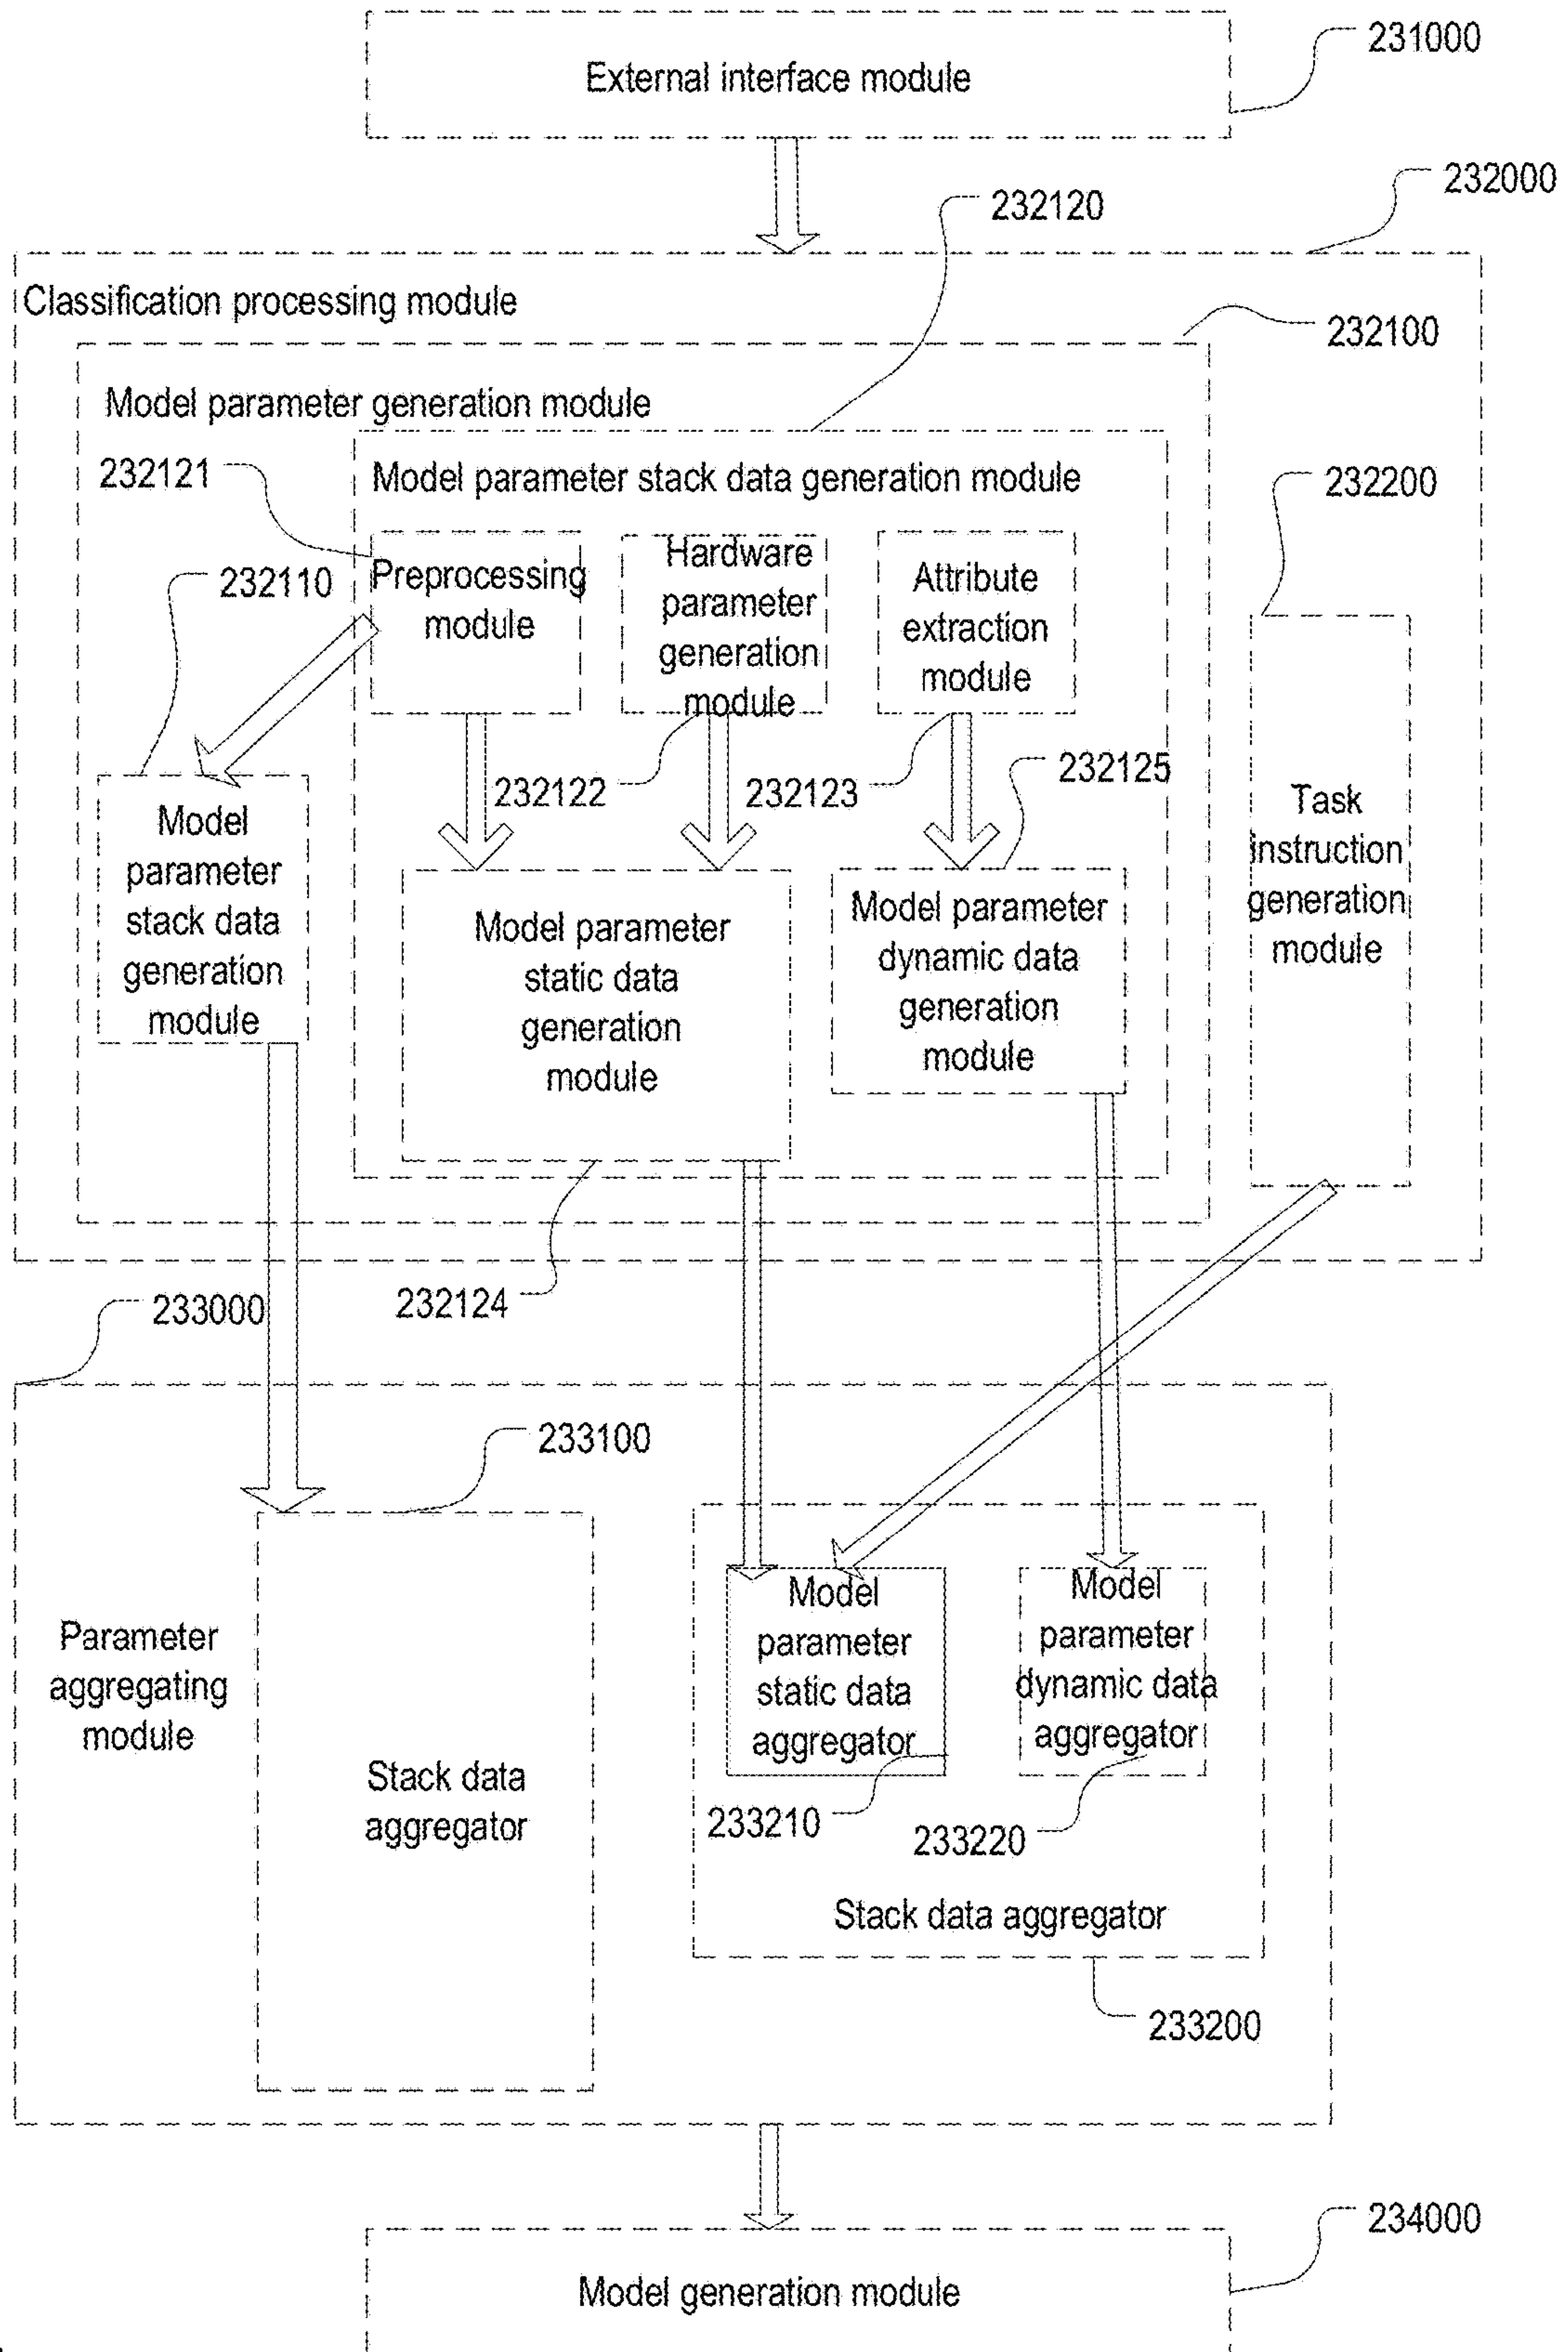 231000
External interface module
232000
232120
Classification processing module
232100
Model parameter generation module
232121
Model parameter stack data generation module
232200
232110
Preprocessing
module
Hardware
parameter
generation
module
Attribute
extraction
module
232122
232123
232125
Model
parameter
stack data
generation
module
Model parameter
static data
generation
module
Model parameter
dynamic data
generation
module
Task
instruction
generation
module
232124
233000
233100
Parameter
aggregating
module
Stack data
aggregator
Model
parameter
static data
aggregator
Model
parameter
dynamic data
aggregator
233210
233220
Stack data aggregator
233200
234000
Model generation module